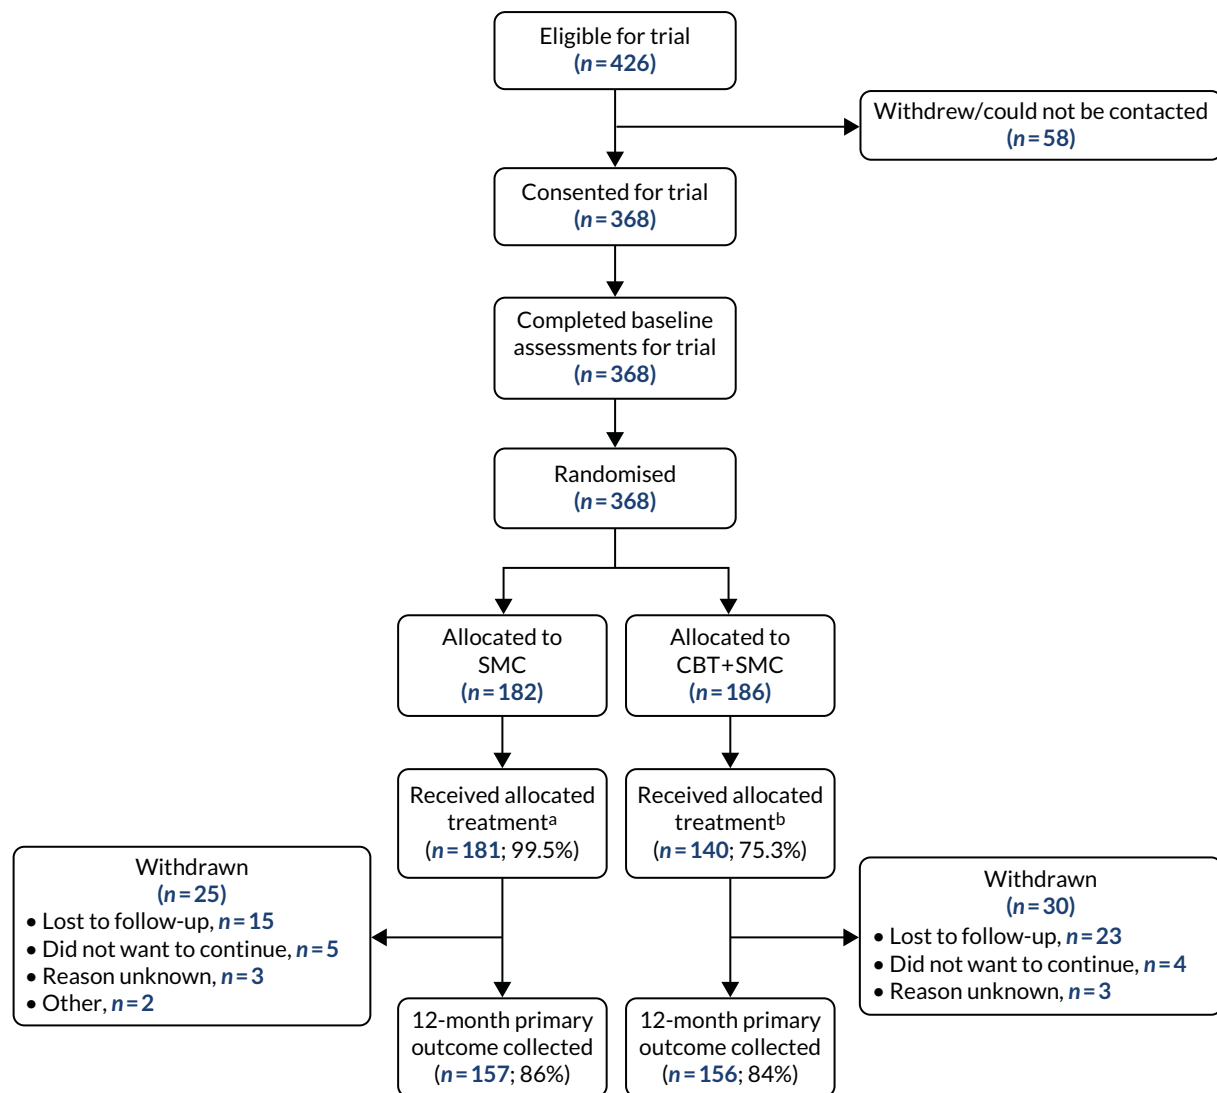 Eligible for trial
(n=426)
Withdrew/could not be contacted
(n=58)
Consented for trial
(n=368)
Completed baseline
assessments for trial
(n=368)
Randomised
(n=368)
Allocated to
SMC
(n=182)
Allocated to
CBT+SMC
(n=186)
Received allocated
treatmentᵃ
(n=181; 99.5%)
Received allocated
treatmentᵇ
(n=140; 75.3%)
Withdrawn
(n=25)
• Lost to follow-up, n=15
• Did not want to continue, n=5
• Reason unknown, n=3
• Other, n=2
Withdrawn
(n=30)
• Lost to follow-up, n=23
• Did not want to continue, n=4
• Reason unknown, n=3
12-month primary
outcome collected
(n=157; 86%)
12-month primary
outcome collected
(n=156; 84%)